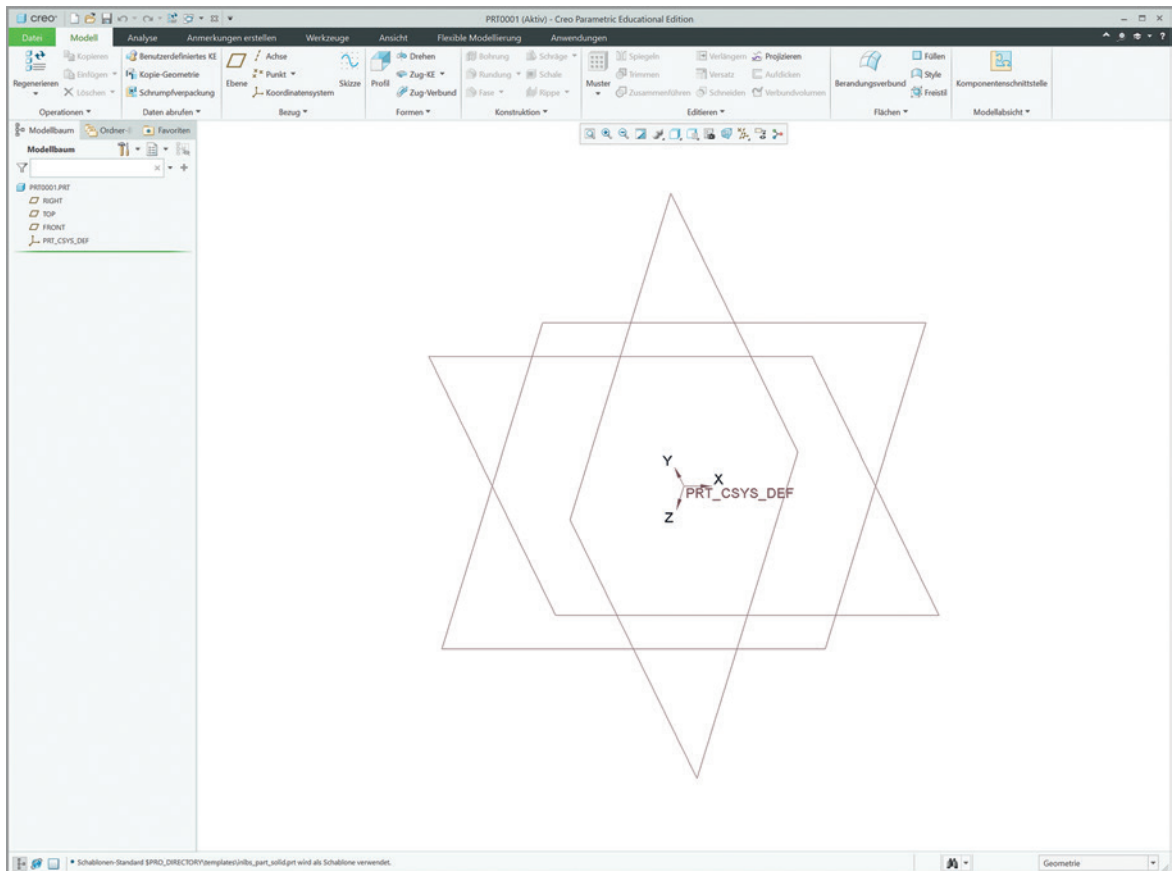 creo PRT0001 (Aktiv) - Creo Parametric Educational Edition
Datei Modell Analyse Anmerkungen erstellen Werkzeuge Ansicht Flexible Modellierung Anwendungen
Regenerieren
Kopieren
Einfügen
Löschen
Operationen
Benutzerdefiniertes KE
Kopie-Geometrie
Schrumpfverpackung
Daten abrufen
Ebene
Achse
Punkt
Koordinatensystem
Skizze
Bezug
Profil
Drehen
Zug-KE
Zug-Verbund
Formen
Bohnung
Rundung
Fase
Schräge
Schale
Rippe
Konstruktion
Muster
Spiegeln
Trimmen
Zusammenführen
Verlängern
Versatz
Schneiden
Projizieren
Aufdicken
Verbundvolumen
Editieren
Berandungsverbund
Füllen
Style
Freistil
Flächen
Komponentenschnittstelle
Modellabsicht
Modellbaum Favoriten
Modellbaum
PRT0001.PRT
RIGHT
TOP
FRONT
PRT_CSYS_DEF
Y
X
PRT_CSYS_DEF
Z
• Schablonen-Standard $PRO_DIRECTORY\templates\inlbs_part_solid.prt wird als Schablone verwendet.
Geometrie